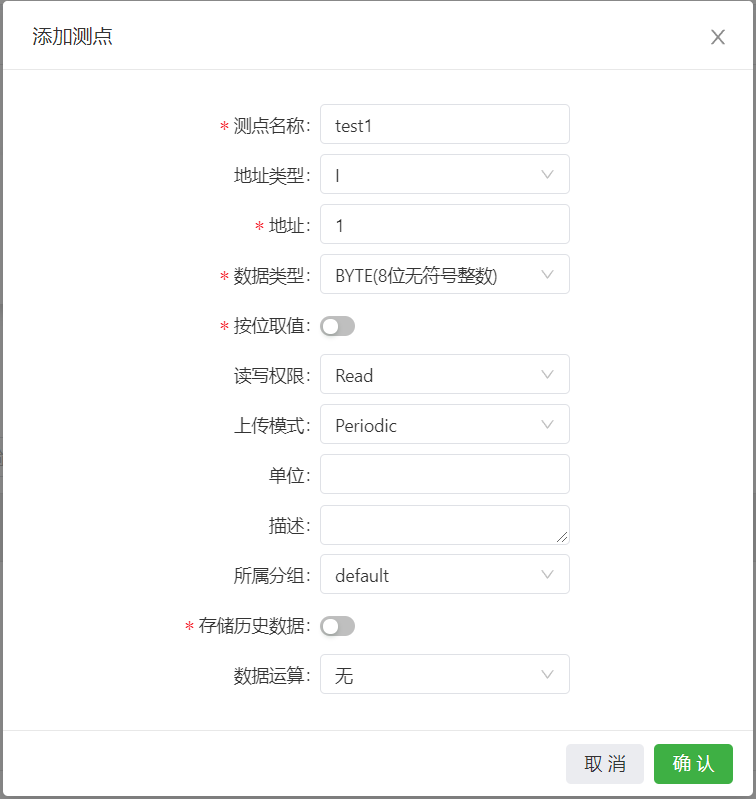 添加测点
* 测点名称: test1
地址类型: I
* 地址: 1
* 数据类型: BYTE(8位无符号整数)
* 按位取值:
读写权限: Read
上传模式: Periodic
单位:
描述:
所属分组: default
* 存储历史数据:
数据运算: 无
取 消 确 认